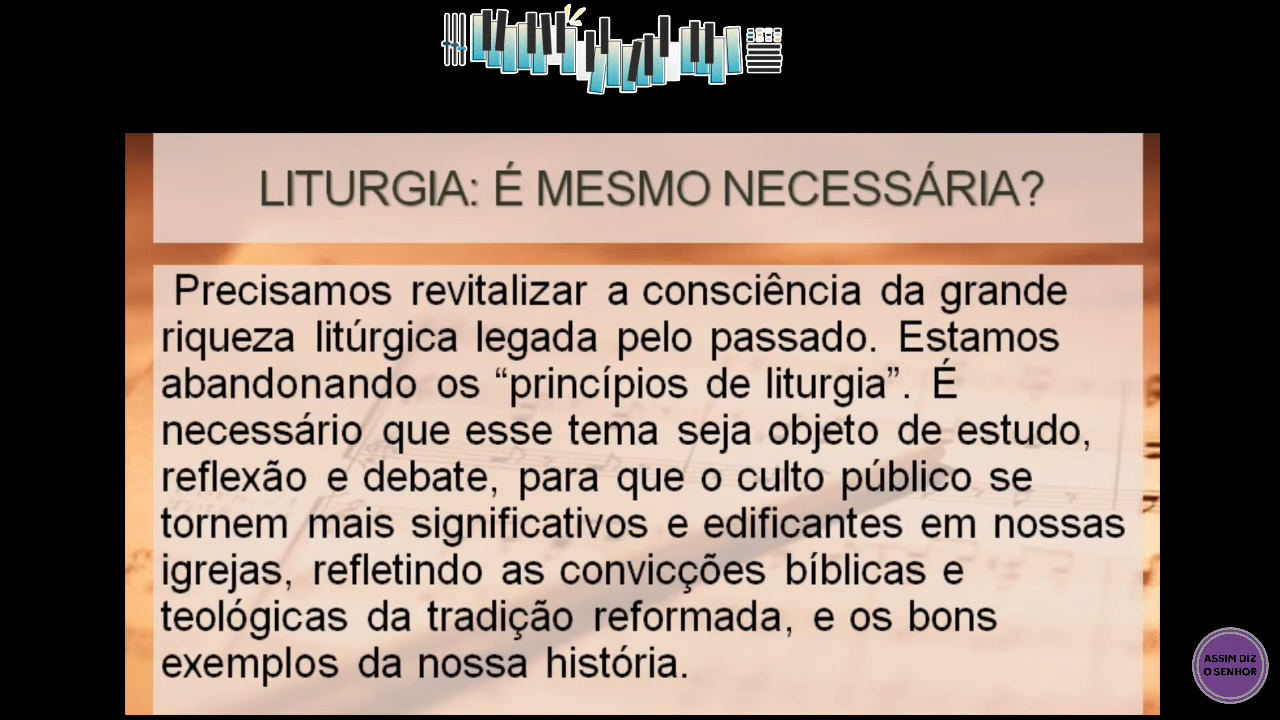 LITURGIA: É MESMO NECESSÁRIA?
Precisamos revitalizar a consciência da grande
riqueza litúrgica legada pelo passado. Estamos
abandonando os “princípios de liturgia”. É
necessário que esse tema seja objeto de estudo,
reflexão e debate, para que o culto público se
tornem mais significativos e edificantes em nossas
igrejas, refletindo as convicções bíblicas e
teológicas da tradição reformada, e os bons
exemplos da nossa história.
ASSIM DIZ
O SENHOR